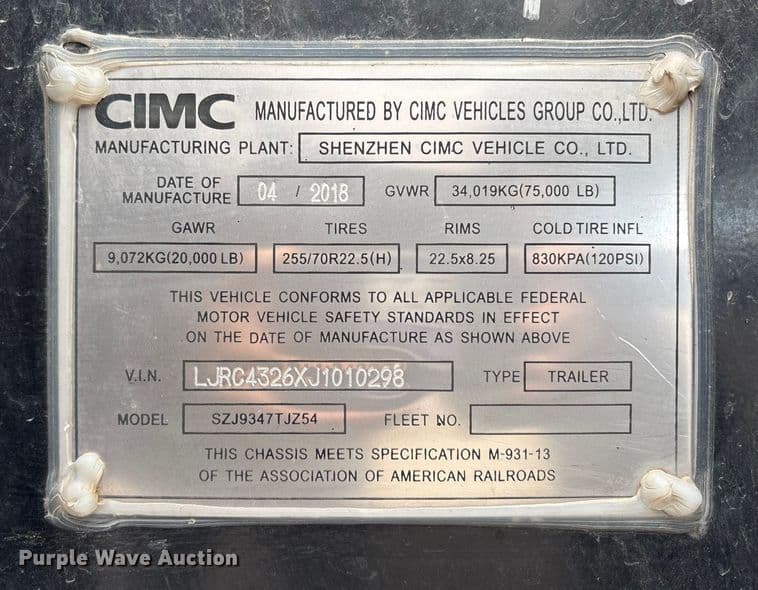 CIMC MANUFACTURED BY CIMC VEHICLES GROUP CO.,LTD.
MANUFACTURING PLANT: SHENZHEN CIMC VEHICLE CO., LTD.
DATE OF MANUFACTURE 04 / 2018 GVWR 34,019KG(75,000 LB)
GAWR TIRES RIMS COLD TIRE INFL
9,072KG(20,000 LB) 255/70R22.5(H) 22.5x8.25 830KPA(120PSI)
THIS VEHICLE CONFORMS TO ALL APPLICABLE FEDERAL
MOTOR VEHICLE SAFETY STANDARDS IN EFFECT
ON THE DATE OF MANUFACTURE AS SHOWN ABOVE
V.I.N. LJRC4326XJ1010298 TYPE TRAILER
MODEL SZJ9347TJZ54 FLEET NO.
THIS CHASSIS MEETS SPECIFICATION M-931-13
OF THE ASSOCIATION OF AMERICAN RAILROADS
Purple Wave Auction